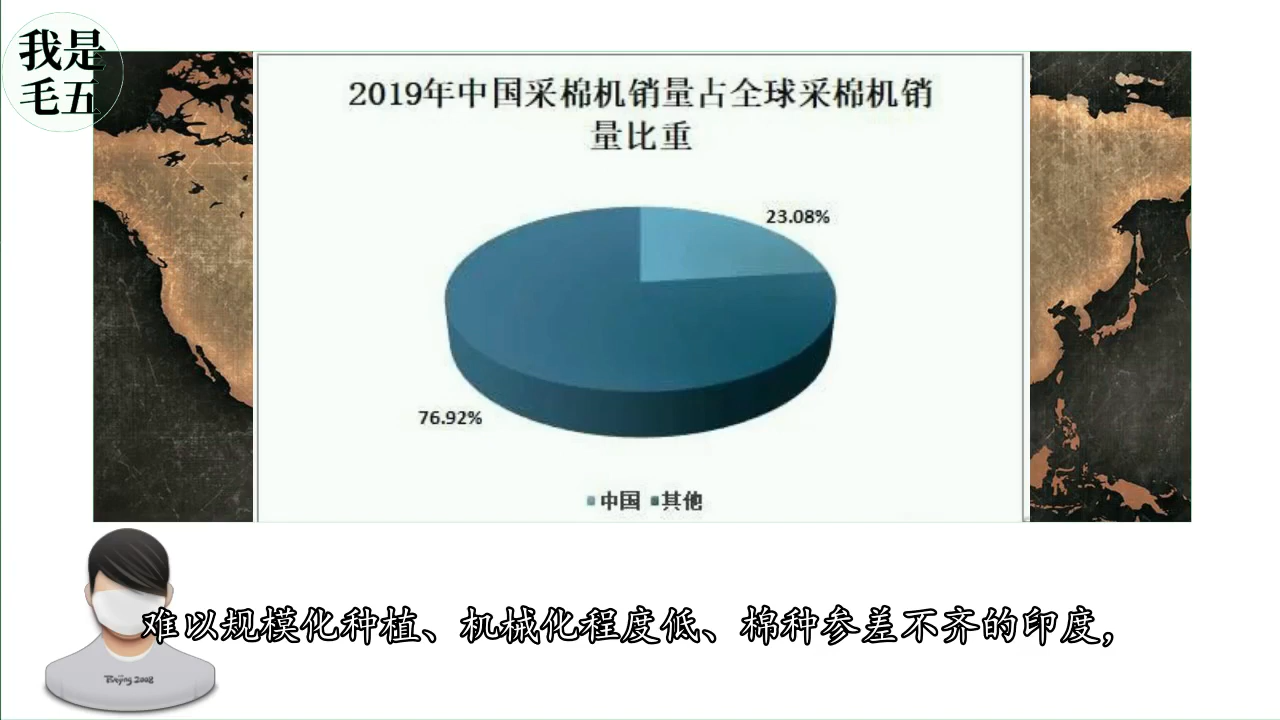 我是
毛五
2019年中国采棉机销量占全球采棉机销
量比重
23.08%
76.92%
中国 其他
难以规模化种植、机械化程度低、棉种参差不齐的印度,
Beijing 2008